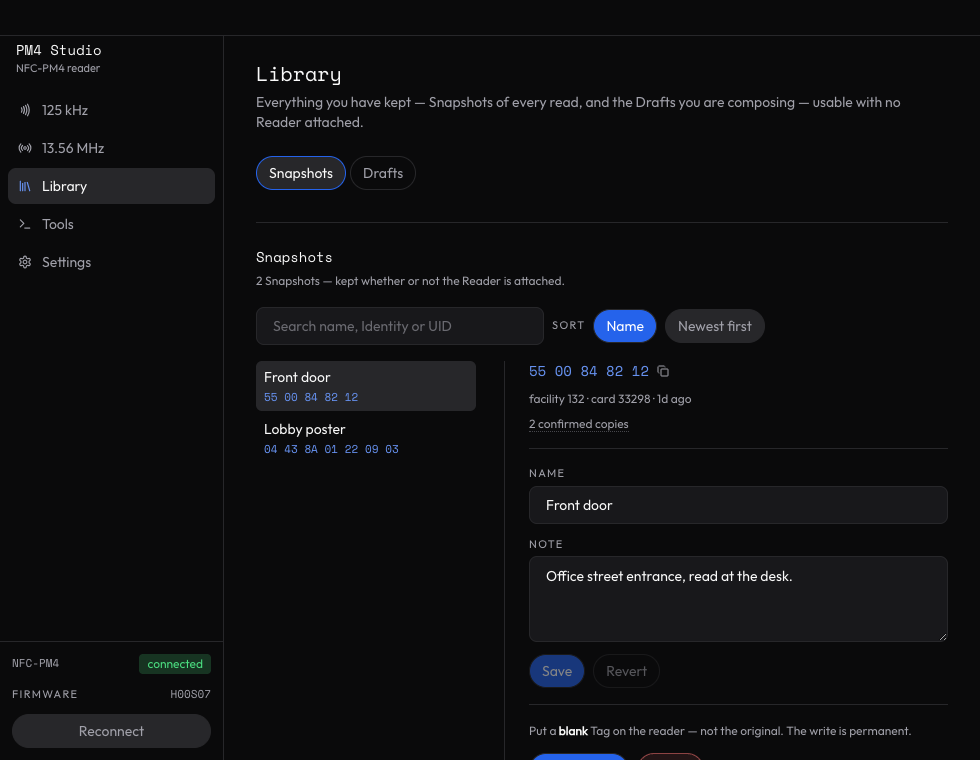 PM4 Studio
NFC-PM4 reader
125 kHz
13.56 MHz
Library
Tools
Settings
NFC-PM4 connected
FIRMWARE H00S07
Reconnect
Library
Everything you have kept — Snapshots of every read, and the Drafts you are composing — usable with no
Reader attached.
Snapshots Drafts
Snapshots
2 Snapshots — kept whether or not the Reader is attached.
Search name, Identity or UID SORT Name Newest first
Front door
55 00 84 82 12
Lobby poster
04 43 8A 01 22 09 03
55 00 84 82 12
facility 132 · card 33298 · 1d ago
2 confirmed copies
NAME
Front door
NOTE
Office street entrance, read at the desk.
Save Revert
Put a blank Tag on the reader — not the original. The write is permanent.